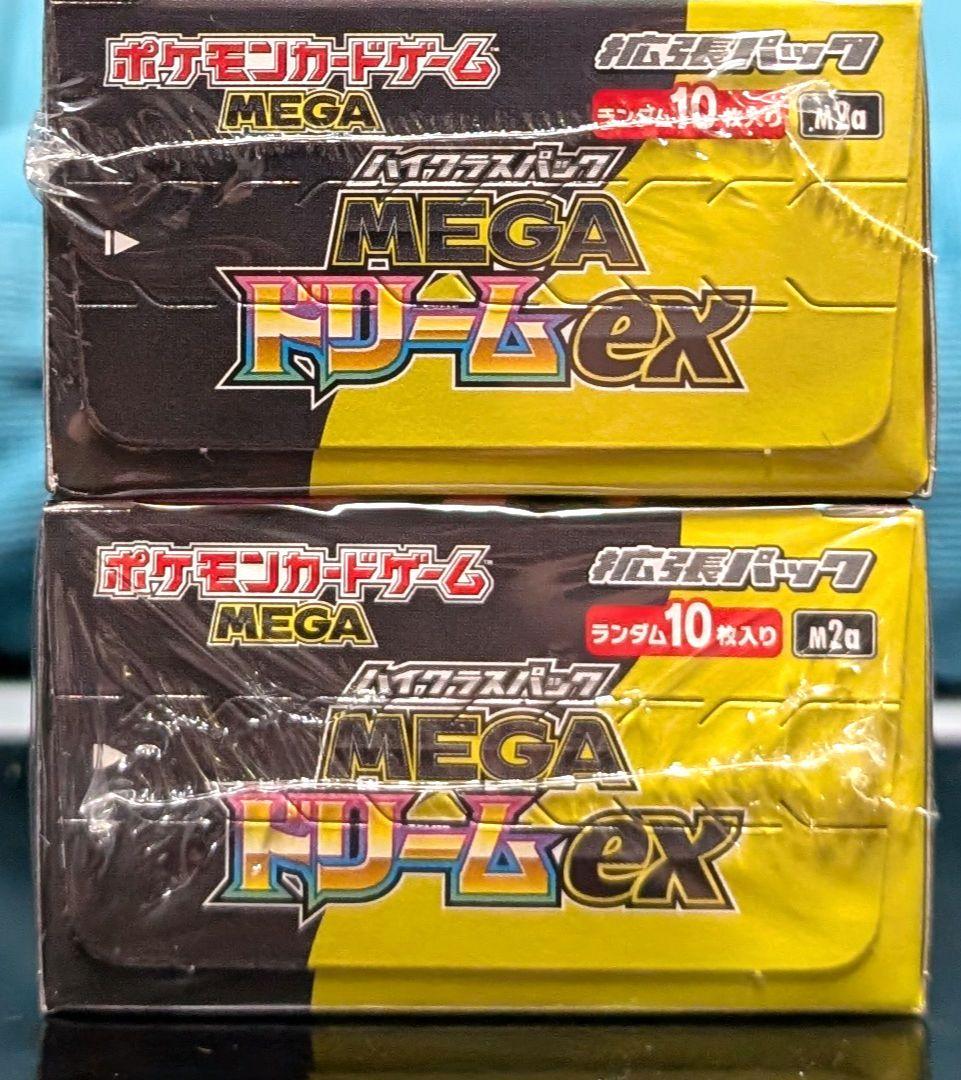 ポケモンカードゲーム™
MEGA
拡張パック
ランダム10枚入り
M2a
ハイクラスパック
MEGA
ドリームex
ポケモンカードゲーム™
MEGA
拡張パック
ランダム10枚入り
M2a
ハイクラスパック
MEGA
ドリームex